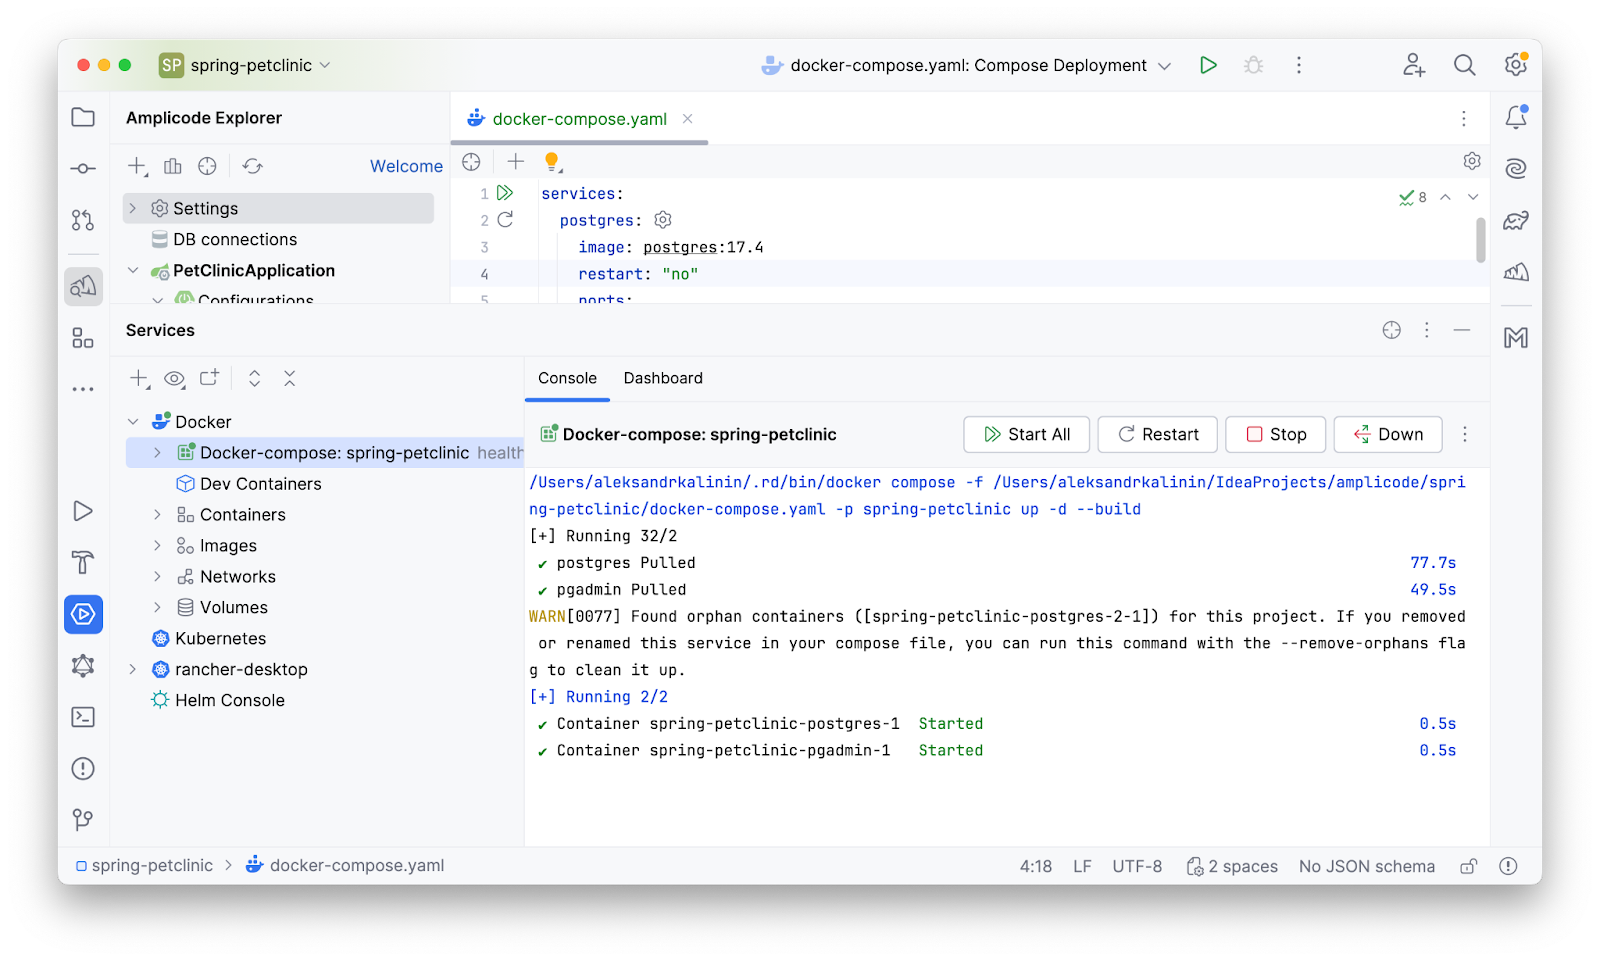 SP spring-petclinic
docker-compose.yaml: Compose Deployment
Amplicode Explorer
Welcome
Settings
DB connections
PetClinicApplication
Configurations
docker-compose.yaml
1 services:
2 postgres:
3 image: postgres:17.4
4 restart: "no"
5 ports:
8
Services
Docker
Docker-compose: spring-petclinic health
Dev Containers
Containers
Images
Networks
Volumes
Kubernetes
rancher-desktop
Helm Console
Console Dashboard
Docker-compose: spring-petclinic
Start All Restart Stop Down
/Users/aleksandrkalinin/.rd/bin/docker compose -f /Users/aleksandrkalinin/IdeaProjects/amplicode/spri
ng-petclinic/docker-compose.yaml -p spring-petclinic up -d --build
[+] Running 32/2
✔ postgres Pulled 77.7s
✔ pgadmin Pulled 49.5s
WARN[0077] Found orphan containers ([spring-petclinic-postgres-2-1]) for this project. If you removed
or renamed this service in your compose file, you can run this command with the --remove-orphans fla
g to clean it up.
[+] Running 2/2
✔ Container spring-petclinic-postgres-1 Started 0.5s
✔ Container spring-petclinic-pgadmin-1 Started 0.5s
spring-petclinic > docker-compose.yaml
4:18 LF UTF-8 2 spaces No JSON schema